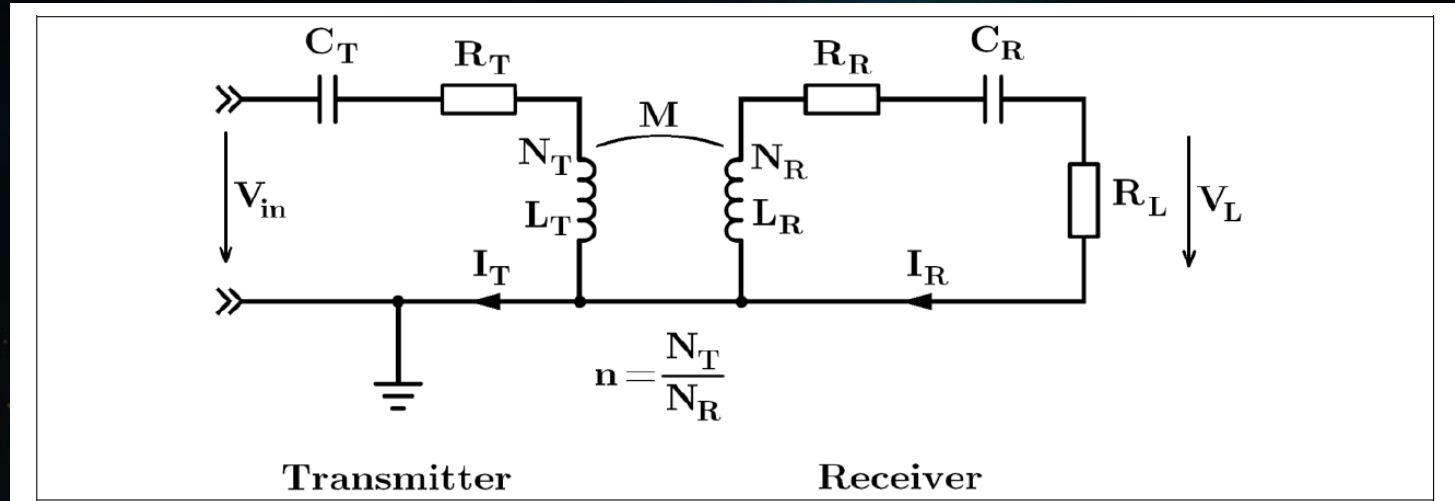 C_T
R_T
R_R
C_R
M
N_T
N_R
V_in
L_T
L_R
R_L
V_L
I_T
I_R
n = N_T / N_R
Transmitter
Receiver